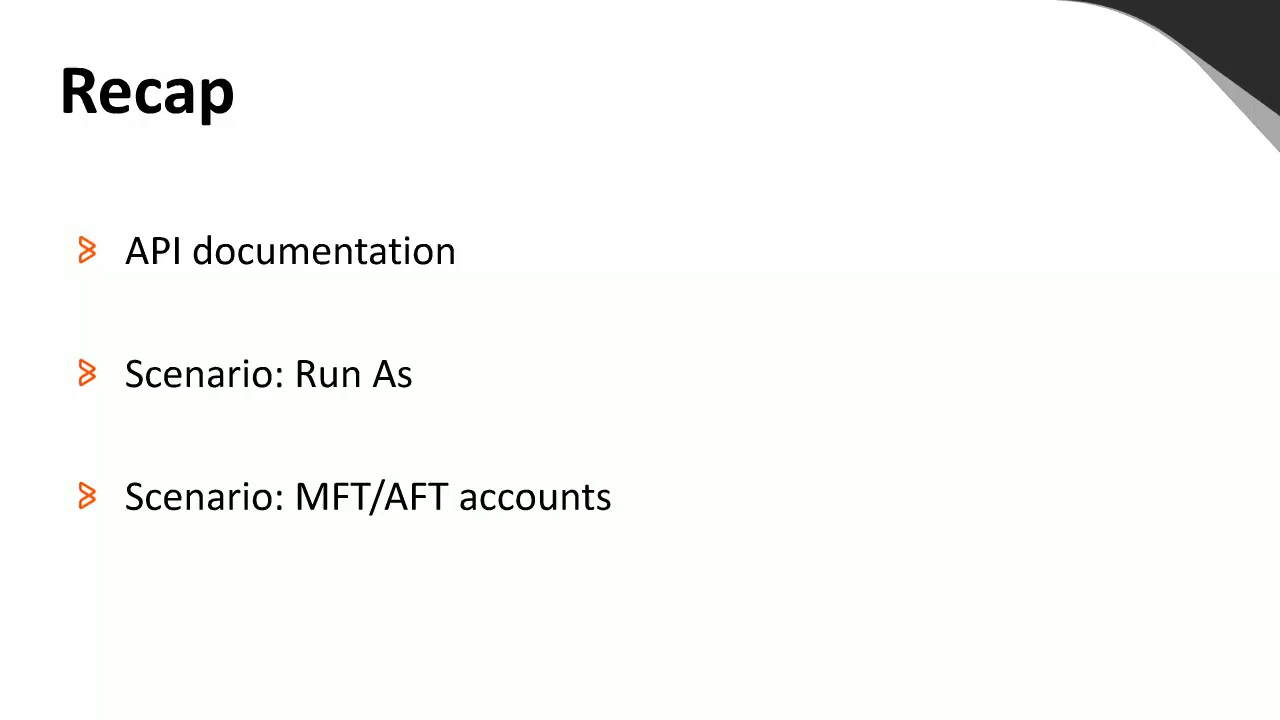 Recap
API documentation
Scenario: Run As
Scenario: MFT/AFT accounts